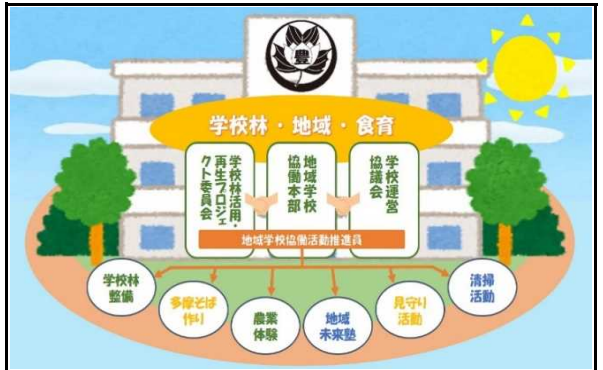 豊
学校林・地域・食育
学校林活用・
再生プロジェ
クト委員会
地域学校
協働本部
学校運営
協議会
地域学校協働活動推進員
学校林
整備
多摩そば
作り
農業
体験
地域
未来塾
見守り
活動
清掃
活動